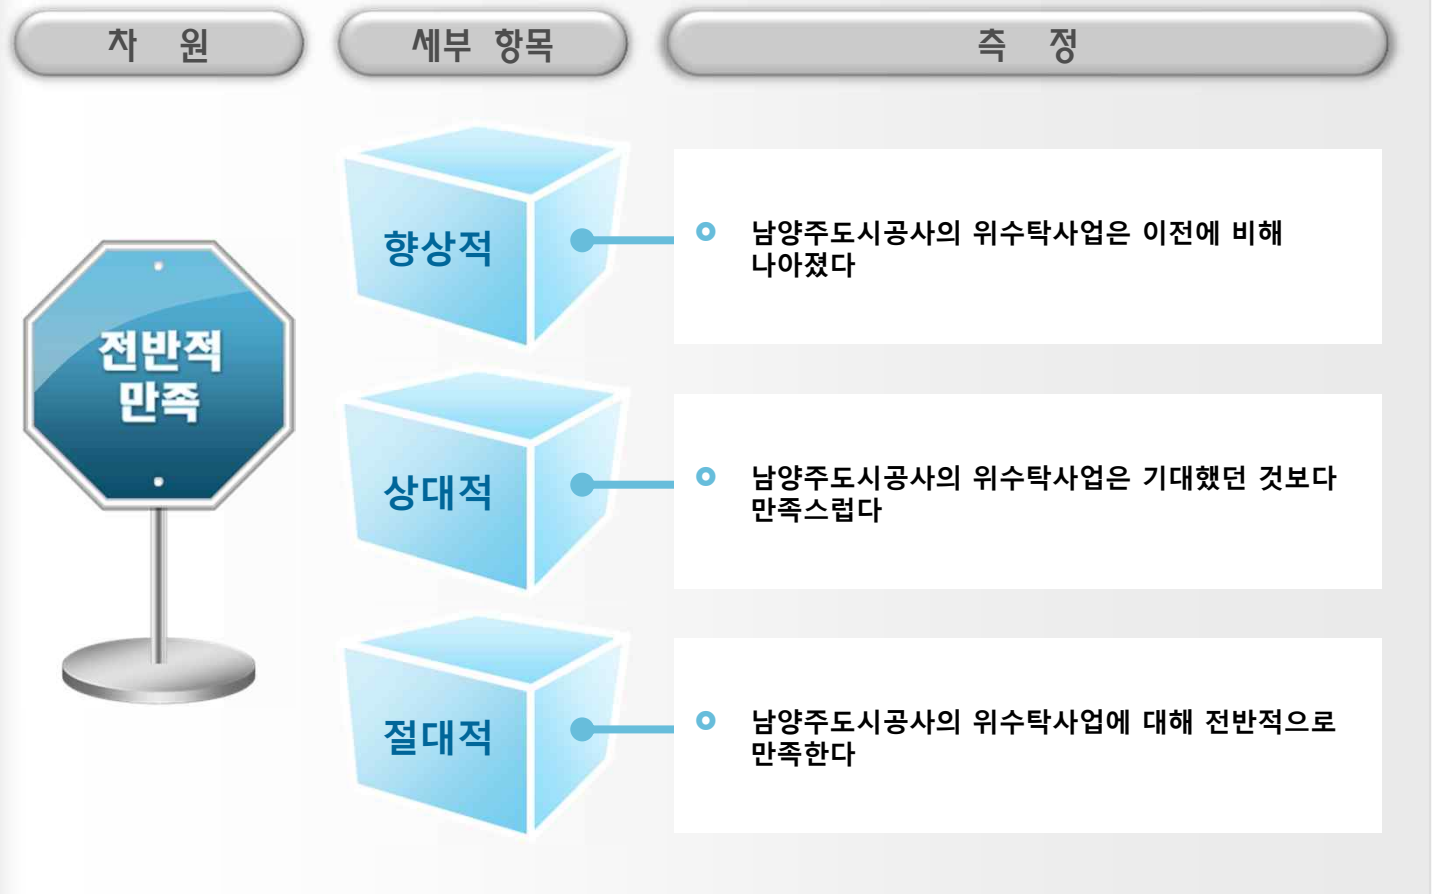 차 원
세부 항목
측 정
전반적
만족
향상적
남양주도시공사의 위수탁사업은 이전에 비해
나아졌다
상대적
남양주도시공사의 위수탁사업은 기대했던 것보다
만족스럽다
절대적
남양주도시공사의 위수탁사업에 대해 전반적으로
만족한다